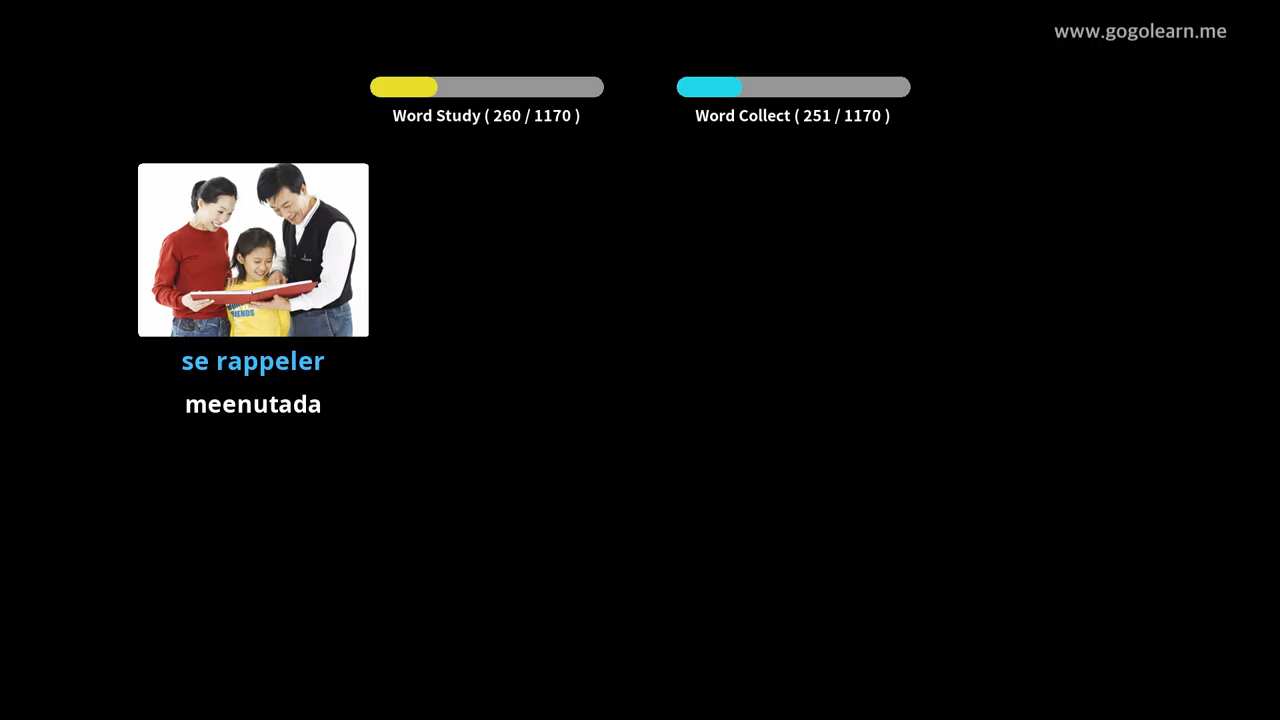 www.gogolearn.me
Word Study ( 260 / 1170 )
Word Collect ( 251 / 1170 )
se rappeler
meenutada